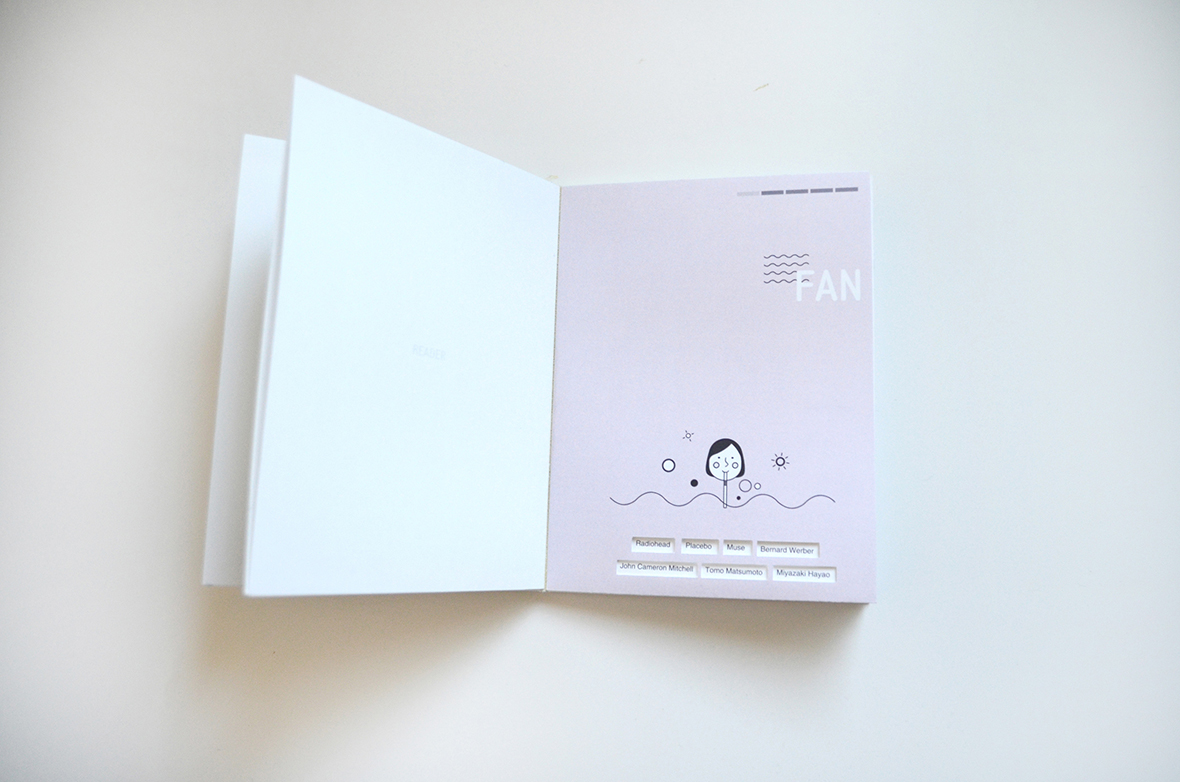 FAN
Radiohead Placebo Muse Bernard Werber
John Cameron Mitchell Tomo Matsumoto Miyazaki Hayao